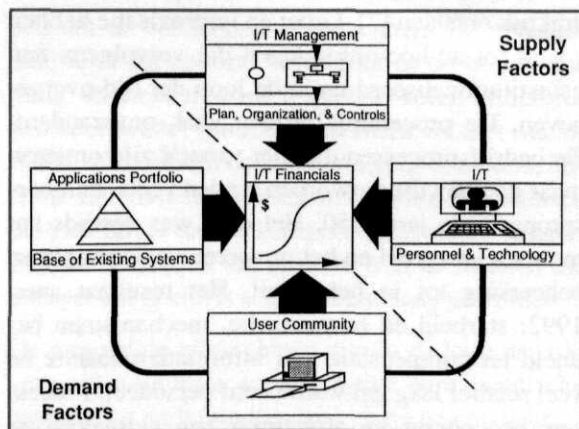 I/T Management
Supply
Factors
Plan, Organization, & Controls
Applications Portfolio
I/T Financials
I/T
$
Base of Existing Systems
Personnel & Technology
User Community
Demand
Factors